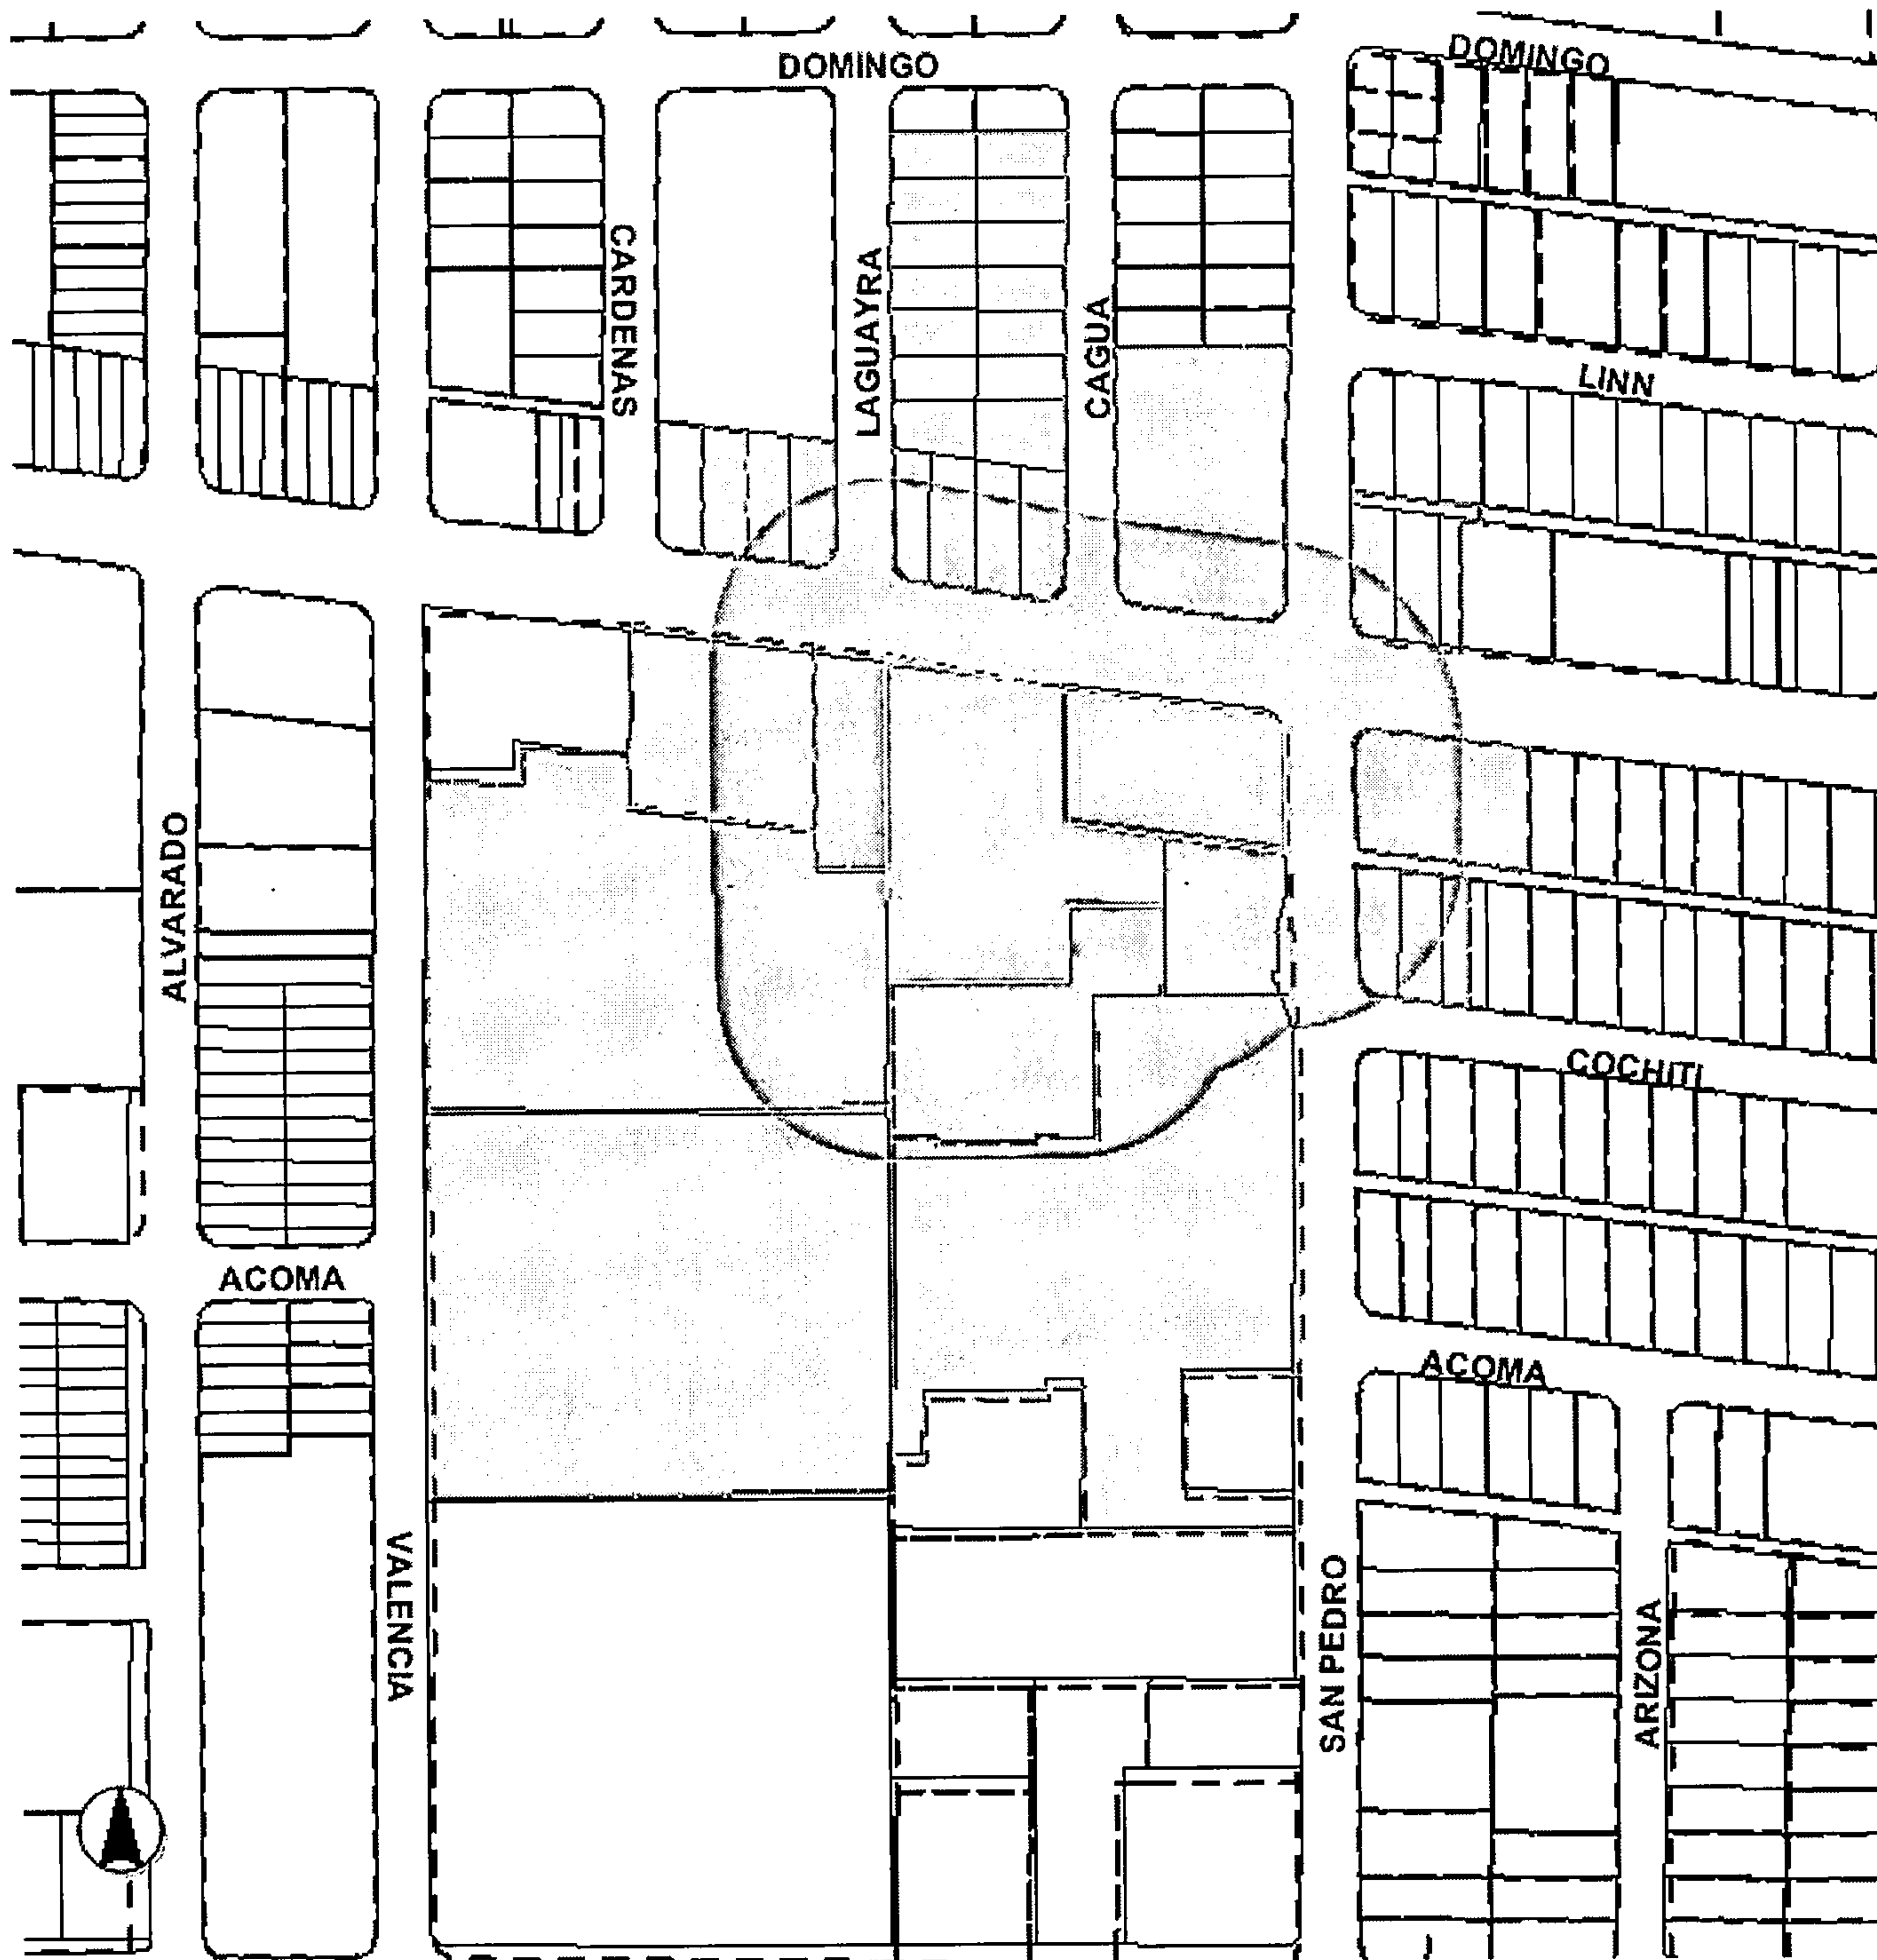 DOMINGO
DOMINGO
CARDENAS
LAGUAYRA
CAGUA
LINN
ALVARADO
COCHITI
ACOMA
ACOMA
VALENCIA
SAN PEDRO
ARIZONA